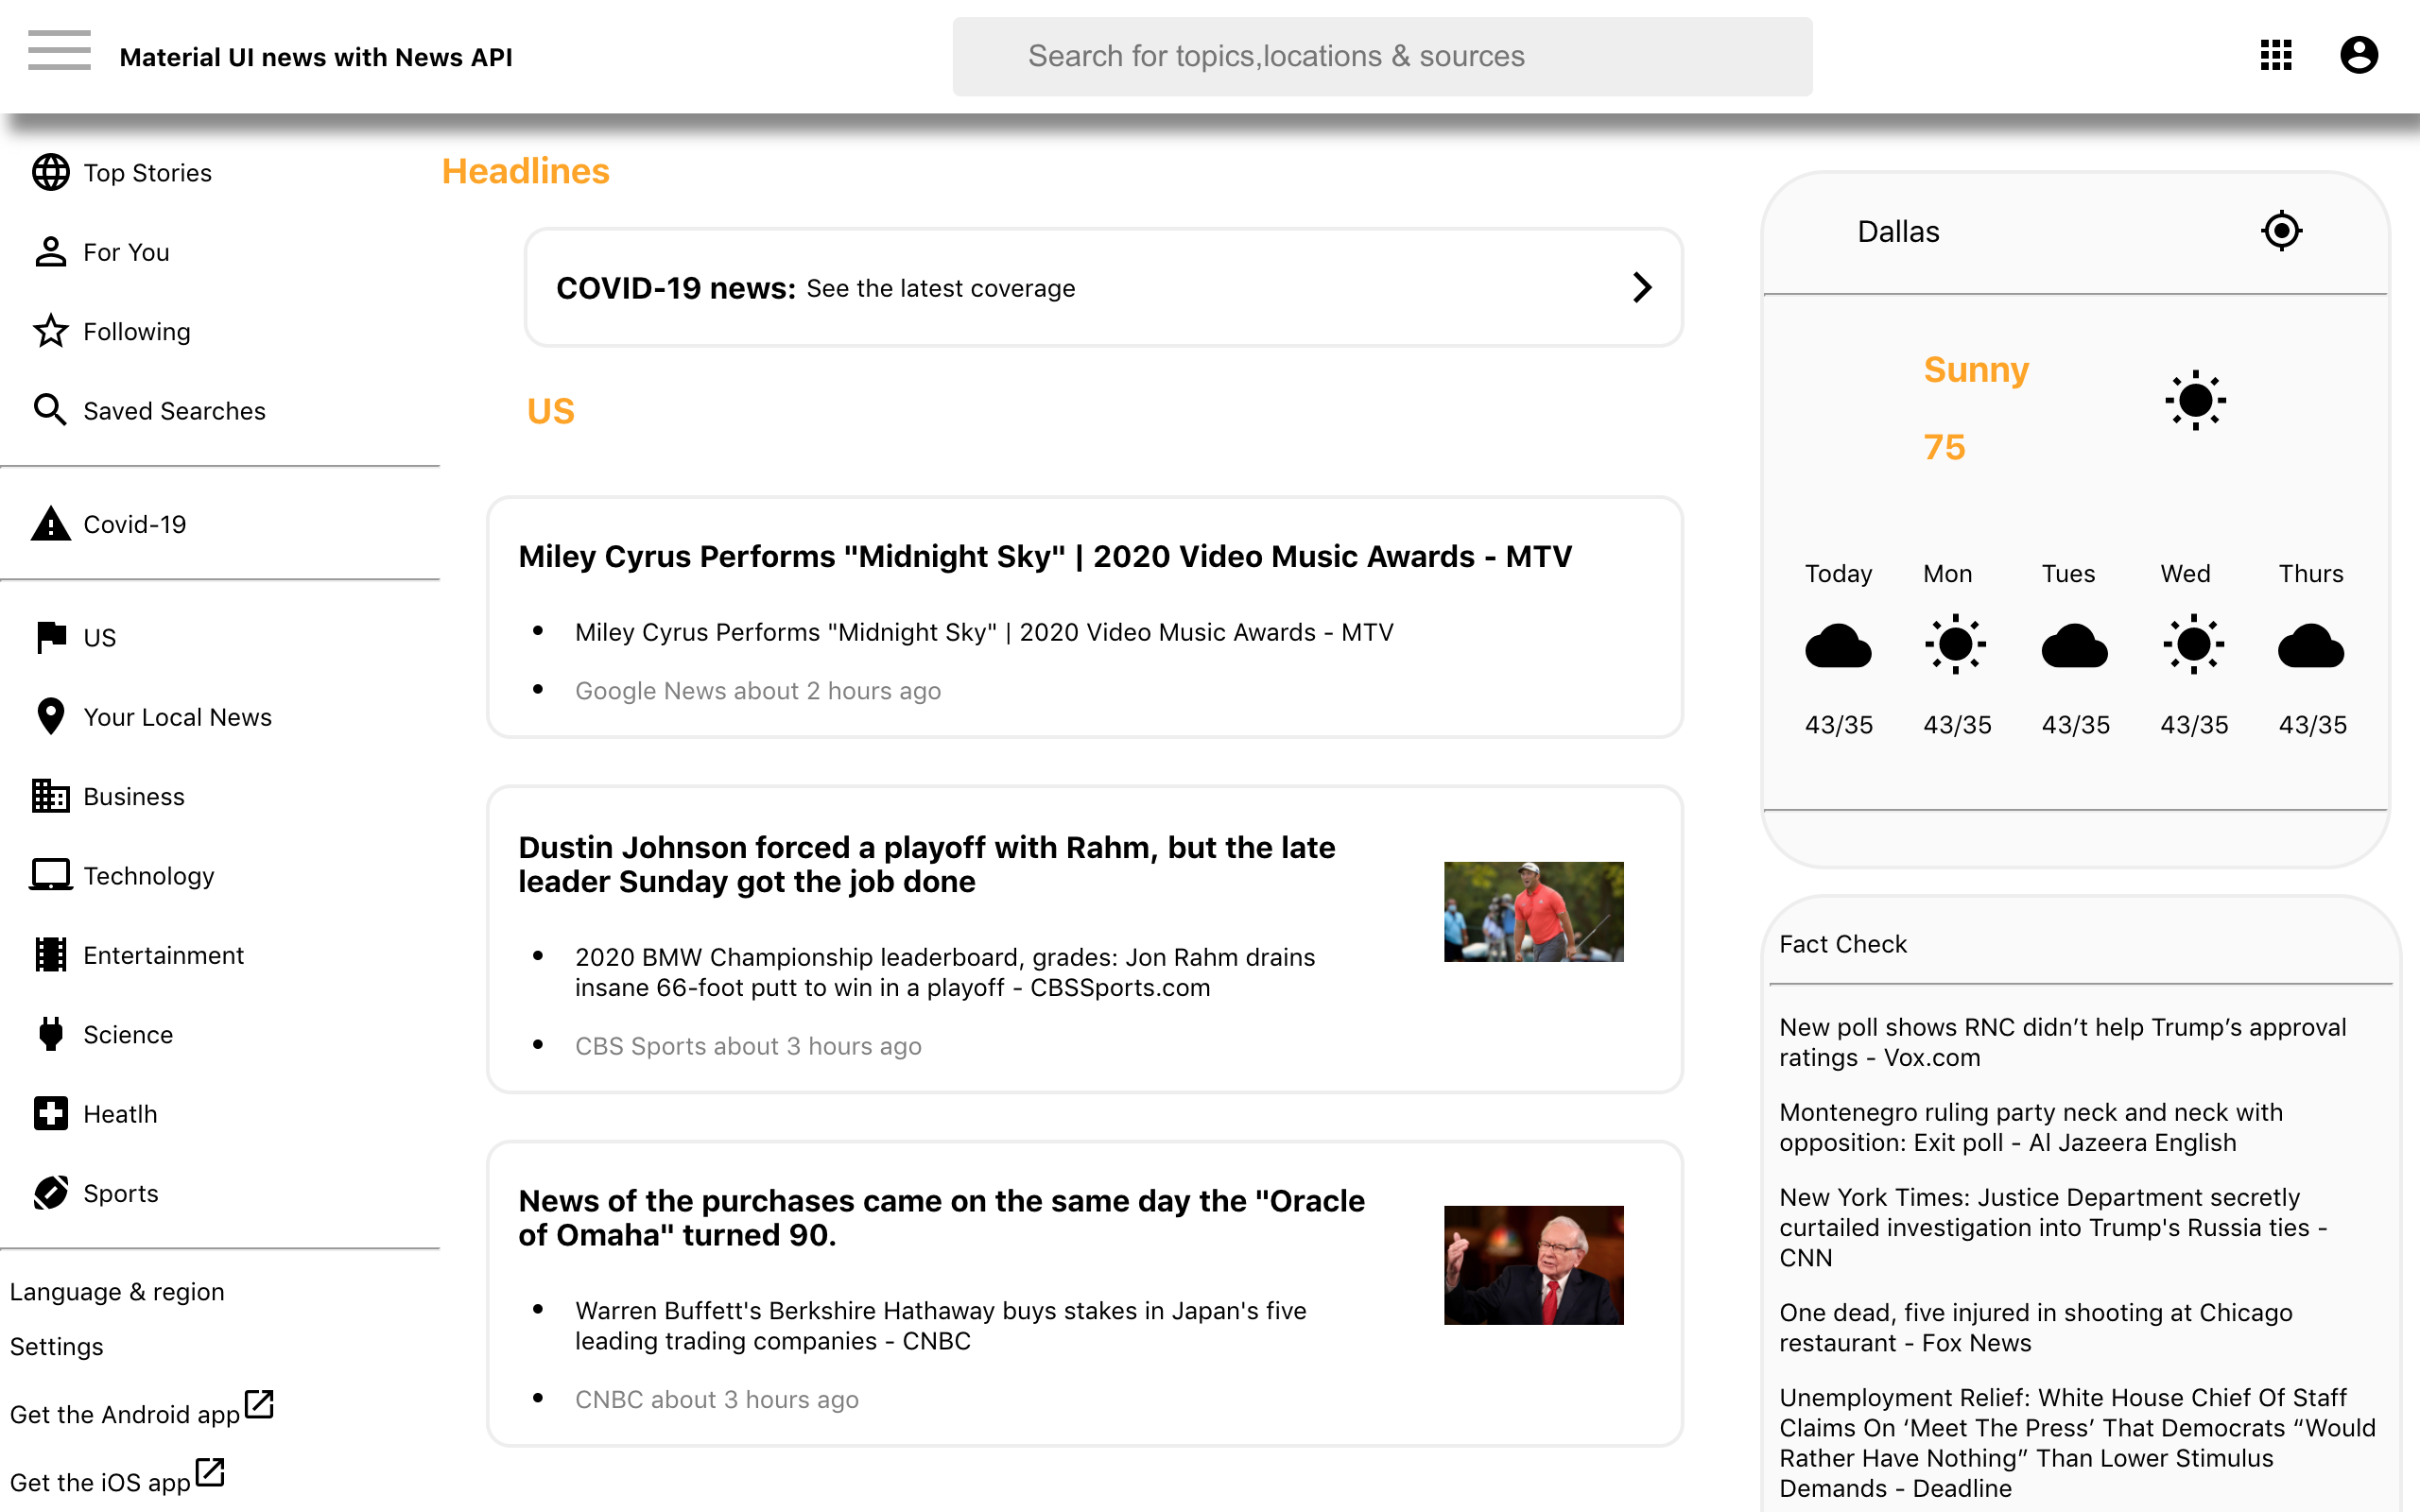 Material UI news with News API
Search for topics,locations & sources
Top Stories
For You
Following
Saved Searches
Covid-19
US
Your Local News
Business
Technology
Entertainment
Science
Heatlh
Sports
Language & region
Settings
Get the Android app
Get the iOS app
Headlines
COVID-19 news: See the latest coverage
US
Miley Cyrus Performs "Midnight Sky" | 2020 Video Music Awards - MTV
Miley Cyrus Performs "Midnight Sky" | 2020 Video Music Awards - MTV
Google News about 2 hours ago
Dustin Johnson forced a playoff with Rahm, but the late
leader Sunday got the job done
2020 BMW Championship leaderboard, grades: Jon Rahm drains
insane 66-foot putt to win in a playoff - CBSSports.com
CBS Sports about 3 hours ago
News of the purchases came on the same day the "Oracle
of Omaha" turned 90.
Warren Buffett's Berkshire Hathaway buys stakes in Japan's five
leading trading companies - CNBC
CNBC about 3 hours ago
Dallas
Sunny
75
Today Mon Tues Wed Thurs
43/35 43/35 43/35 43/35 43/35
Fact Check
New poll shows RNC didn’t help Trump’s approval
ratings - Vox.com
Montenegro ruling party neck and neck with
opposition: Exit poll - Al Jazeera English
New York Times: Justice Department secretly
curtailed investigation into Trump's Russia ties -
CNN
One dead, five injured in shooting at Chicago
restaurant - Fox News
Unemployment Relief: White House Chief Of Staff
Claims On ‘Meet The Press’ That Democrats “Would
Rather Have Nothing” Than Lower Stimulus
Demands - Deadline